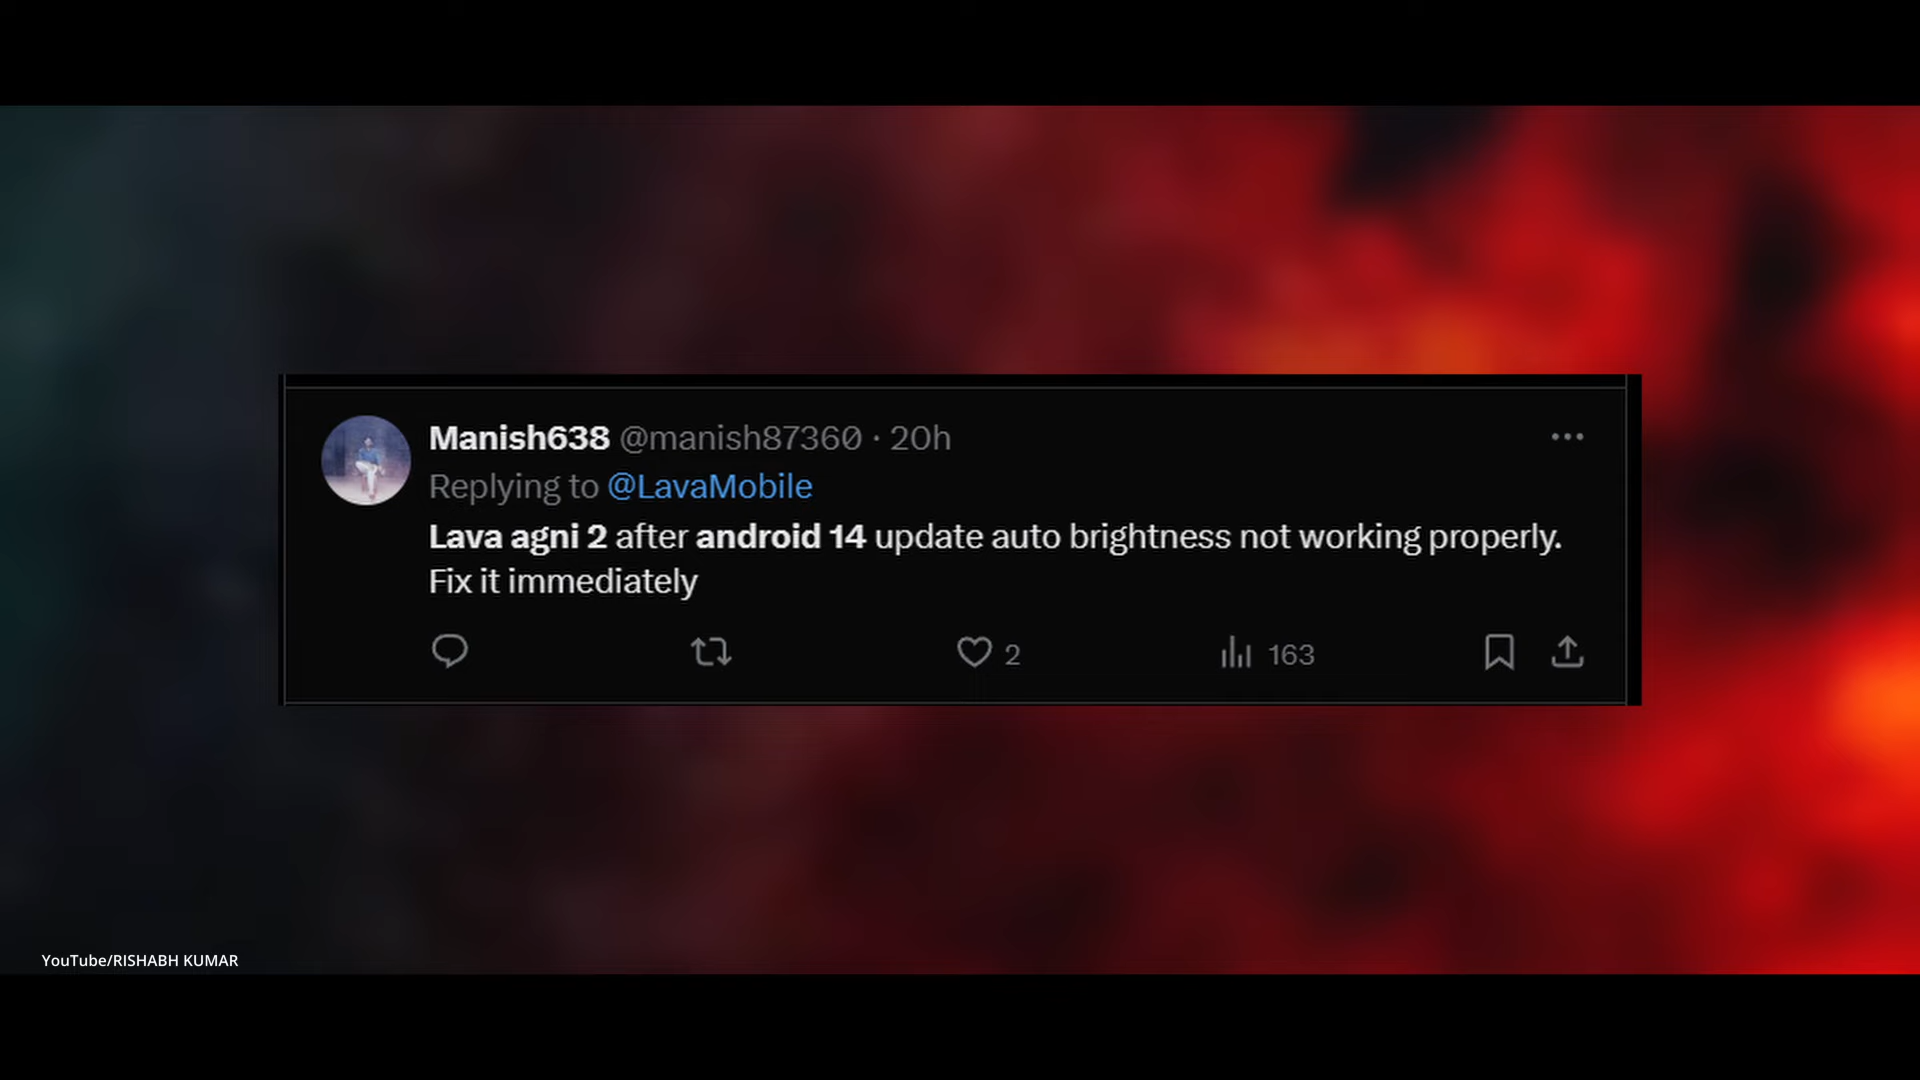 Manish638 @manish87360 · 20h
Replying to @LavaMobile
Lava agni 2 after android 14 update auto brightness not working properly.
Fix it immediately
2 163
YouTube/RISHABH KUMAR